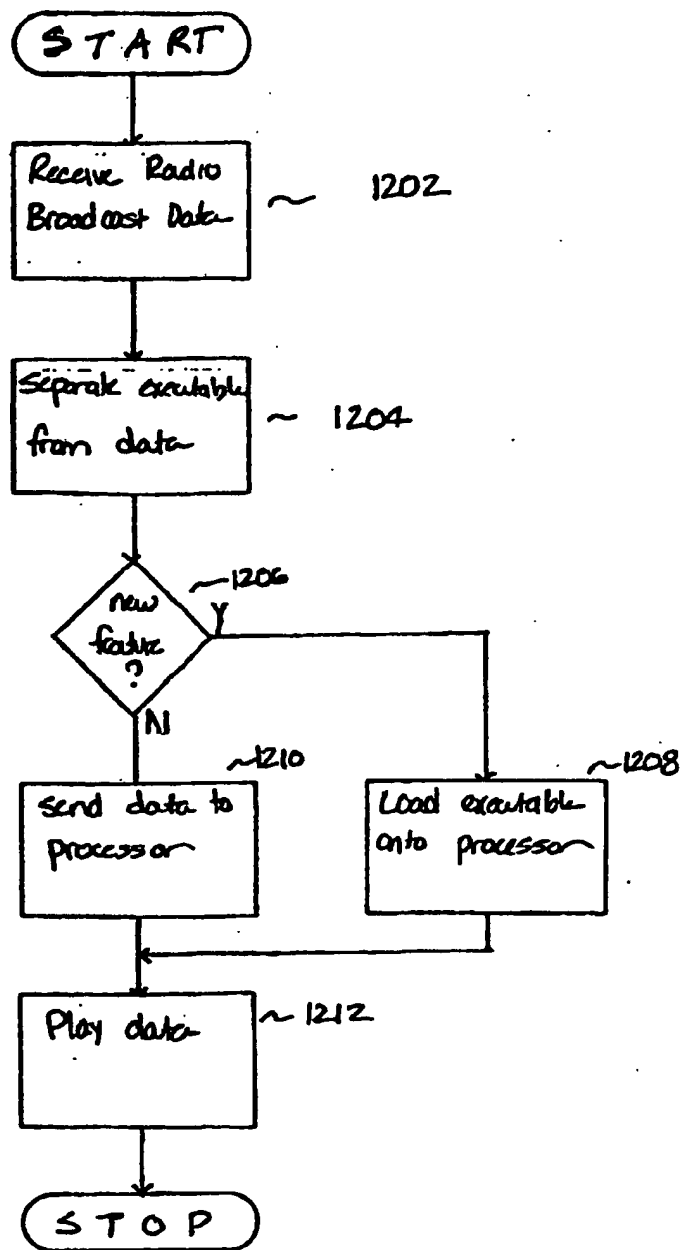 START
Receive Radio
Broadcast Data
~ 1202
Separate executable
from data
~ 1204
new
feature
?
~1206
Y
N
~1210
send data to
processor
~1208
Load executable
onto processor
Play data
~ 1212
STOP